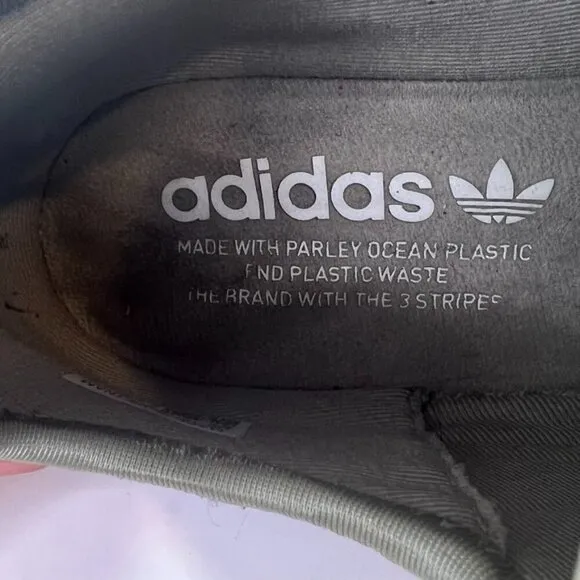 adidas
MADE WITH PARLEY OCEAN PLASTIC
END PLASTIC WASTE
THE BRAND WITH THE 3 STRIPES